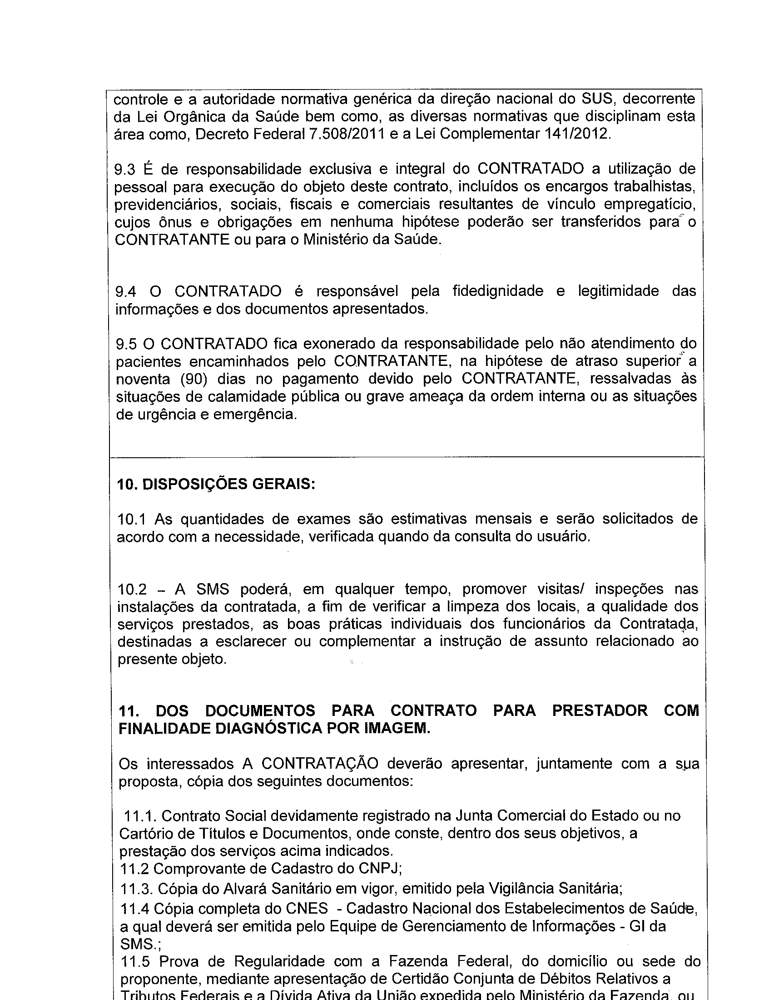 controle e a autoridade normativa genérica da direção nacional do SUS, decorrente
da Lei Orgânica da Saúde bem como, as diversas normativas que disciplinam esta
área como, Decreto Federal 7.508/2011 e a Lei Complementar 141/2012.
9.3 É de responsabilidade exclusiva e integral do CONTRATADO a utilização de
pessoal para execução do objeto deste contrato, incluídos os encargos trabalhistas,
previdenciários, sociais, fiscais e comerciais resultantes de vínculo empregatício,
cujos ônus e obrigações em nenhuma hipótese poderão ser transferidos para o
CONTRATANTE ou para o Ministério da Saúde.
9.4 O CONTRATADO é responsável pela fidedignidade e legitimidade das
informações e dos documentos apresentados.
9.5 O CONTRATADO fica exonerado da responsabilidade pelo não atendimento do
pacientes encaminhados pelo CONTRATANTE, na hipótese de atraso superior a
noventa (90) dias no pagamento devido pelo CONTRATANTE, ressalvadas às
situações de calamidade pública ou grave ameaça da ordem interna ou as situações
de urgência e emergência.
10. DISPOSIÇÕES GERAIS:
10.1 As quantidades de exames são estimativas mensais e serão solicitados de
acordo com a necessidade, verificada quando da consulta do usuário.
10.2 – A SMS poderá, em qualquer tempo, promover visitas/ inspeções nas
instalações da contratada, a fim de verificar a limpeza dos locais, a qualidade dos
serviços prestados, as boas práticas individuais dos funcionários da Contratada,
destinadas a esclarecer ou complementar a instrução de assunto relacionado ao
presente objeto.
11. DOS DOCUMENTOS PARA CONTRATO PARA PRESTADOR COM
FINALIDADE DIAGNÓSTICA POR IMAGEM.
Os interessados A CONTRATAÇÃO deverão apresentar, juntamente com a sua
proposta, cópia dos seguintes documentos:
11.1. Contrato Social devidamente registrado na Junta Comercial do Estado ou no
Cartório de Títulos e Documentos, onde conste, dentro dos seus objetivos, a
prestação dos serviços acima indicados.
11.2 Comprovante de Cadastro do CNPJ;
11.3. Cópia do Alvará Sanitário em vigor, emitido pela Vigilância Sanitária;
11.4 Cópia completa do CNES - Cadastro Nacional dos Estabelecimentos de Saúde,
a qual deverá ser emitida pelo Equipe de Gerenciamento de Informações - GI da
SMS.;
11.5 Prova de Regularidade com a Fazenda Federal, do domicílio ou sede do
proponente, mediante apresentação de Certidão Conjunta de Débitos Relativos a
Tributos Federais e a Dívida Ativa da União expedida pelo Ministério da Fazenda, ou